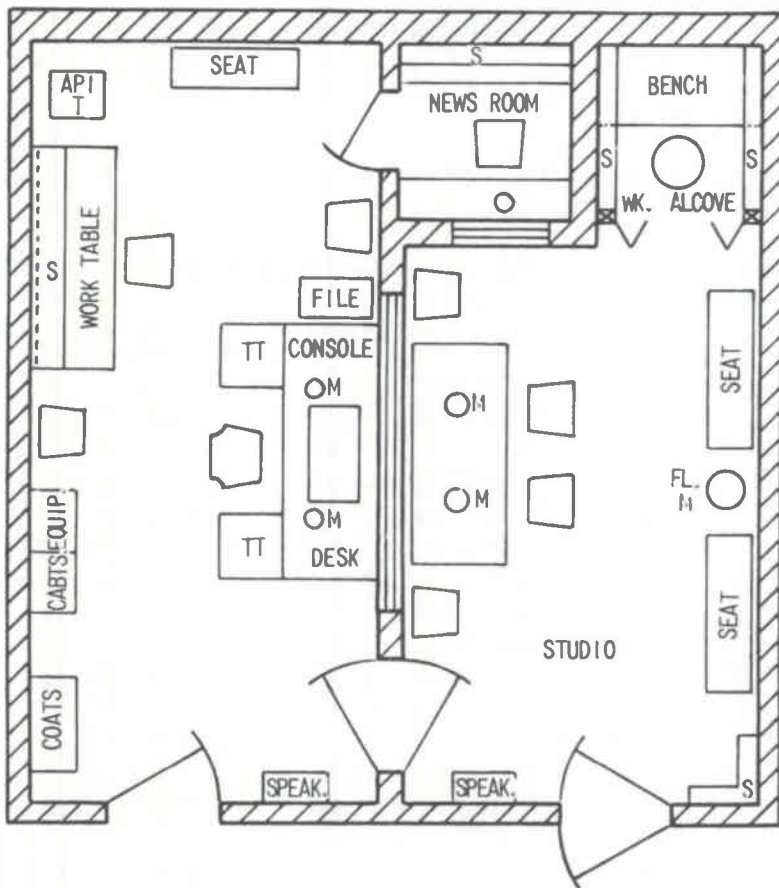 SEAT
API
T
S
NEWS ROOM
BENCH
S
S
WK. ALCOVE
S
WORK TABLE
FILE
TT
CONSOLE
M
M
SEAT
FL.
M
M
M
TT
DESK
EQUIP.
CABTS
SEAT
STUDIO
COATS
SPEAK.
SPEAK.
S